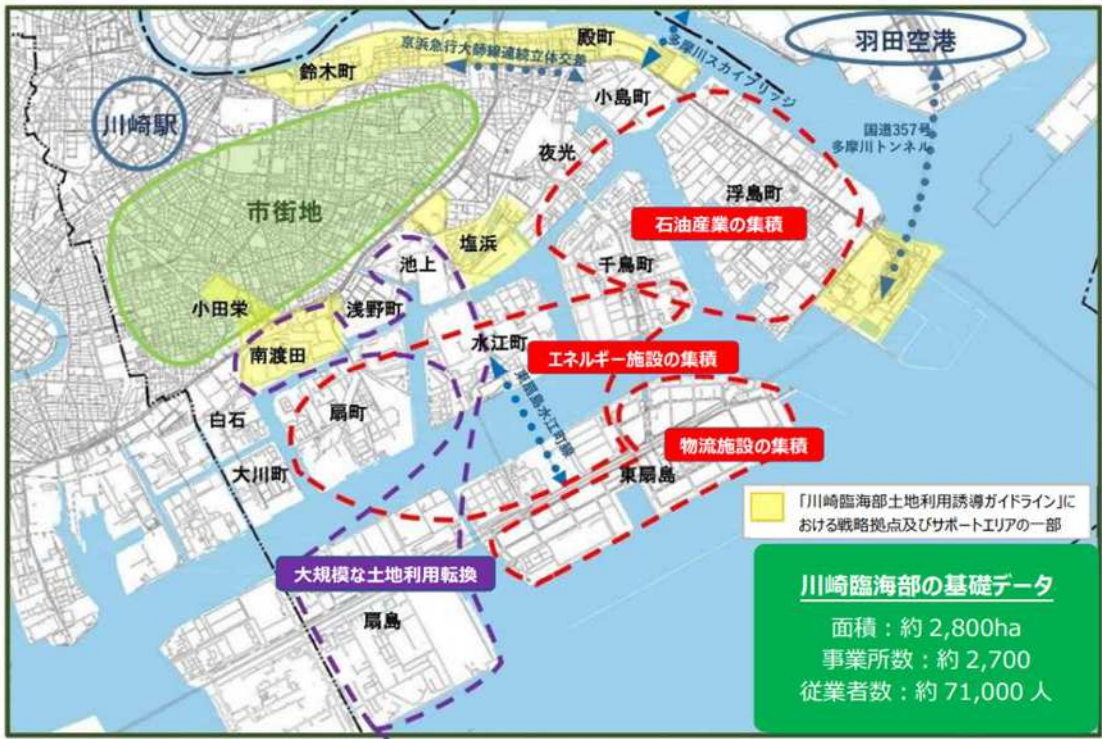 殿町
羽田空港
京浜急行大師線連続立体交差
鈴木町
多摩川スカイブリッジ
小島町
川崎駅
国道357号
多摩川トンネル
夜光
浮島町
市街地
石油産業の集積
塩浜
池上
千鳥町
小田栄
浅野町
水江町
南渡田
エネルギー施設の集積
東扇島水江町線
扇町
白石
物流施設の集積
大川町
東扇島
「川崎臨海部土地利用誘導ガイドライン」に
おける戦略拠点及びサポートエリアの一部
大規模な土地利用転換
扇島
川崎臨海部の基礎データ
面積：約 2,800ha
事業所数：約 2,700
従業者数：約 71,000 人